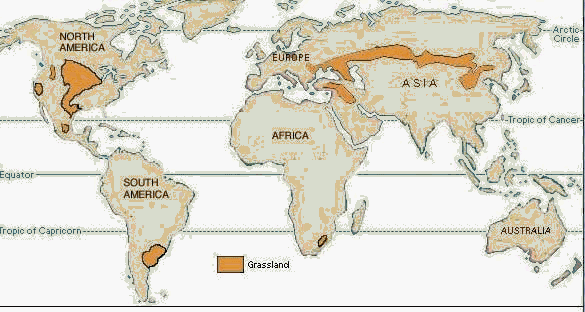 NORTH
AMERICA
Arctic
Circle
EUROPE
ASIA
Tropic of Cancer
AFRICA
Equator
SOUTH
AMERICA
Tropic of Capricorn
AUSTRALIA
Grassland